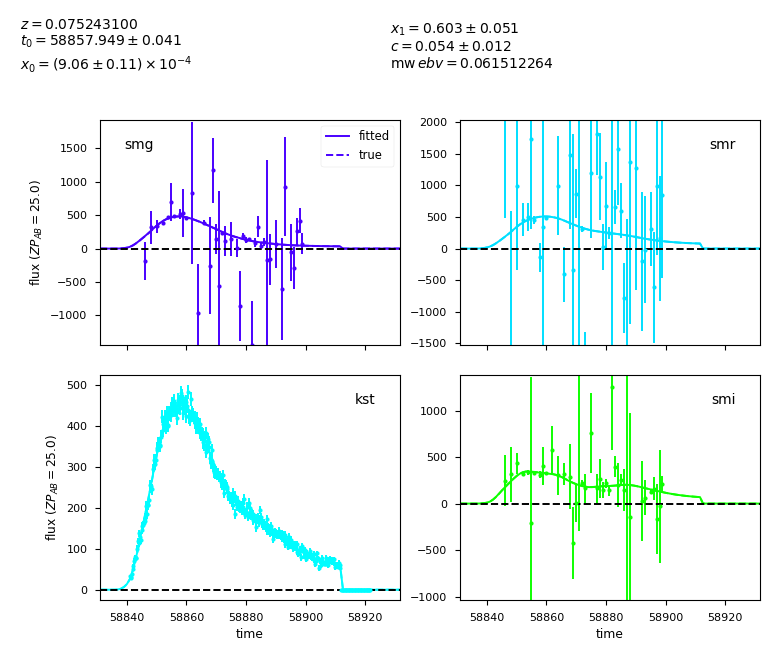 z = 0.075243100
t₀ = 58857.949 ± 0.041
x₀ = (9.06 ± 0.11) × 10⁻⁴
x₁ = 0.603 ± 0.051
c = 0.054 ± 0.012
mw ebv = 0.061512264
smg
fitted
true
1500
1000
500
0
−500
−1000
flux (ZP_AB = 25.0)
smr
2000
1500
1000
500
0
−500
−1000
−1500
kst
500
400
300
200
100
0
flux (ZP_AB = 25.0)
58840 58860 58880 58900 58920
time
smi
1000
500
0
−500
−1000
58840 58860 58880 58900 58920
time